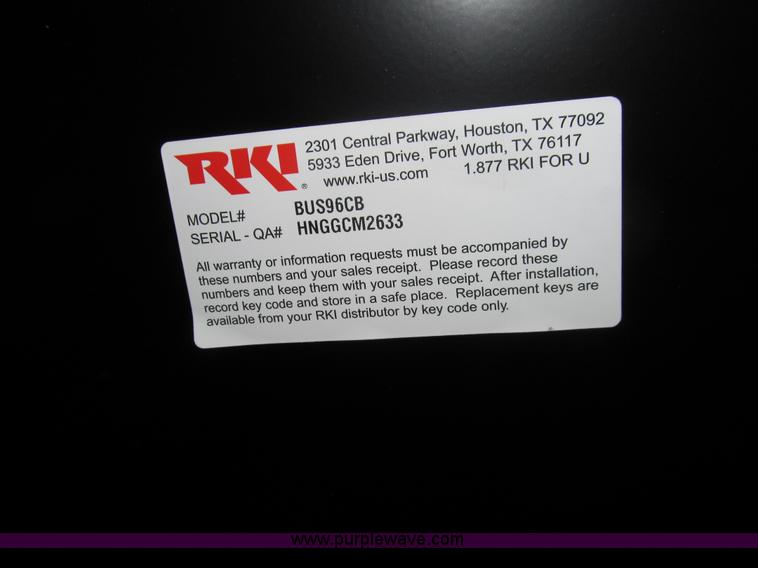 RKI®
2301 Central Parkway, Houston, TX 77092
5933 Eden Drive, Fort Worth, TX 76117
www.rki-us.com 1.877 RKI FOR U
MODEL# BUS96CB
SERIAL - QA# HNGGCM2633
All warranty or information requests must be accompanied by
these numbers and your sales receipt. Please record these
numbers and keep them with your sales receipt. After installation,
record key code and store in a safe place. Replacement keys are
available from your RKI distributor by key code only.
www.purplewave.com